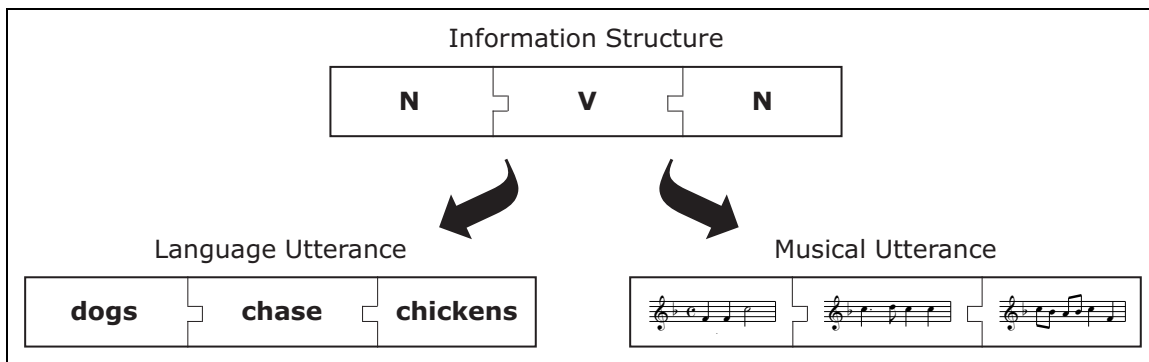 Information Structure
N V N
Language Utterance
Musical Utterance
dogs chase chickens